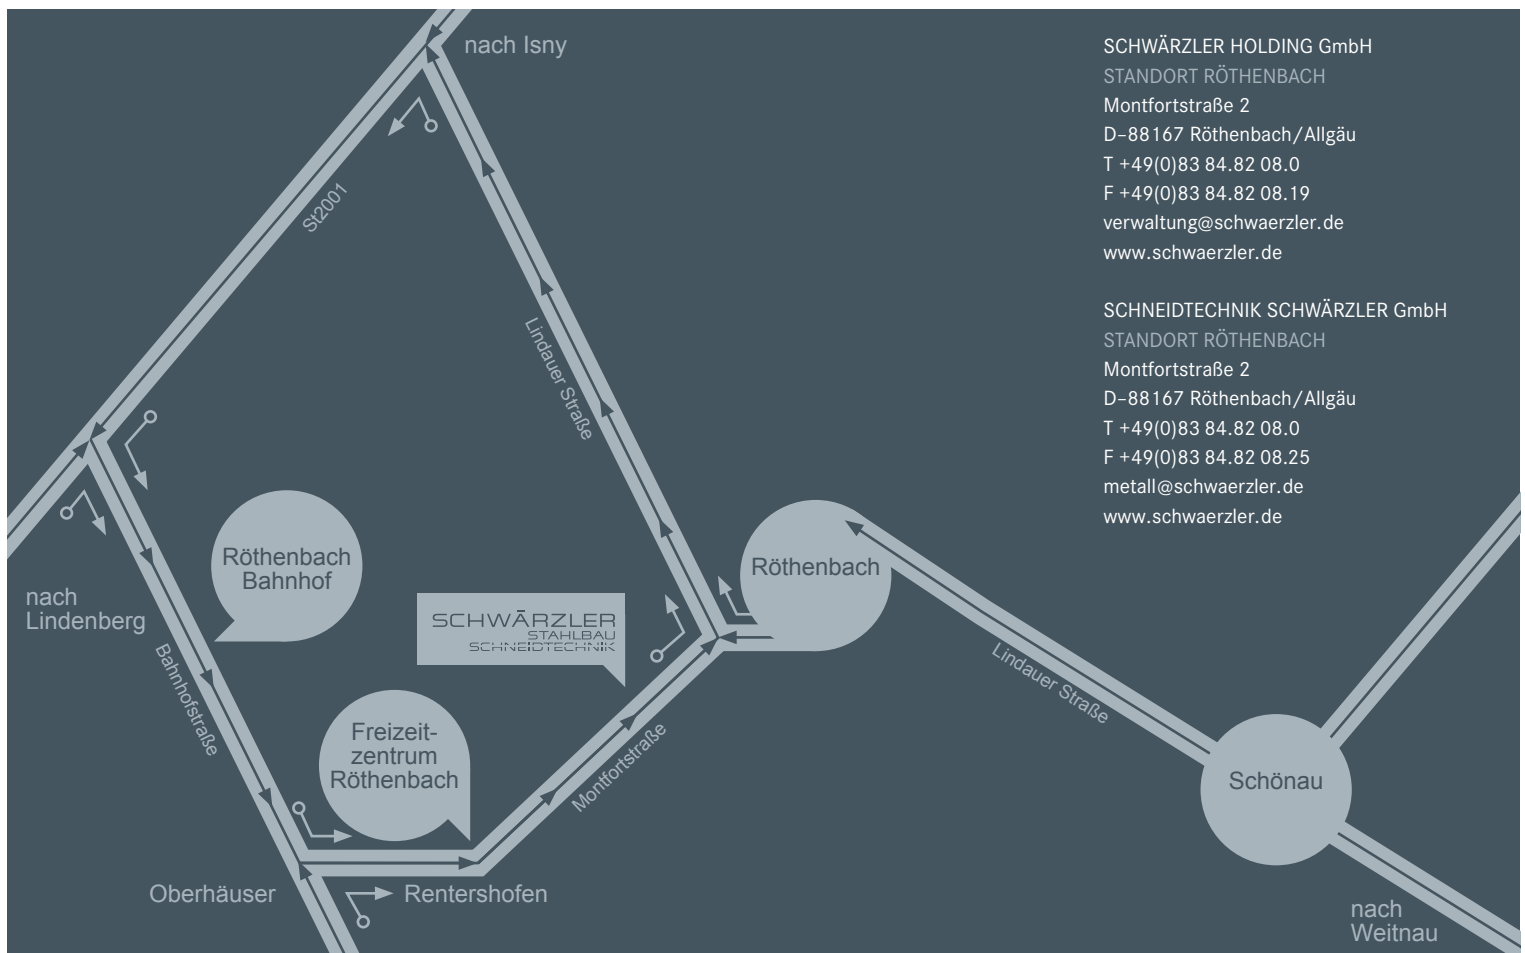 nach Isny
St2001
Lindauer Straße
nach
Lindenberg
Röthenbach
Bahnhof
Bahnhofstraße
SCHWÄRZLER
STAHLBAU
SCHNEIDTECHNIK
Freizeit-
zentrum
Röthenbach
Montfortstraße
Oberhäuser
Rentershofen
Röthenbach
Lindauer Straße
Schönau
nach
Weitnau
SCHWÄRZLER HOLDING GmbH
STANDORT RÖTHENBACH
Montfortstraße 2
D-88167 Röthenbach/Allgäu
T +49(0)83 84.82 08.0
F +49(0)83 84.82 08.19
verwaltung@schwaerzler.de
www.schwaerzler.de
SCHNEIDTECHNIK SCHWÄRZLER GmbH
STANDORT RÖTHENBACH
Montfortstraße 2
D-88167 Röthenbach/Allgäu
T +49(0)83 84.82 08.0
F +49(0)83 84.82 08.25
metall@schwaerzler.de
www.schwaerzler.de